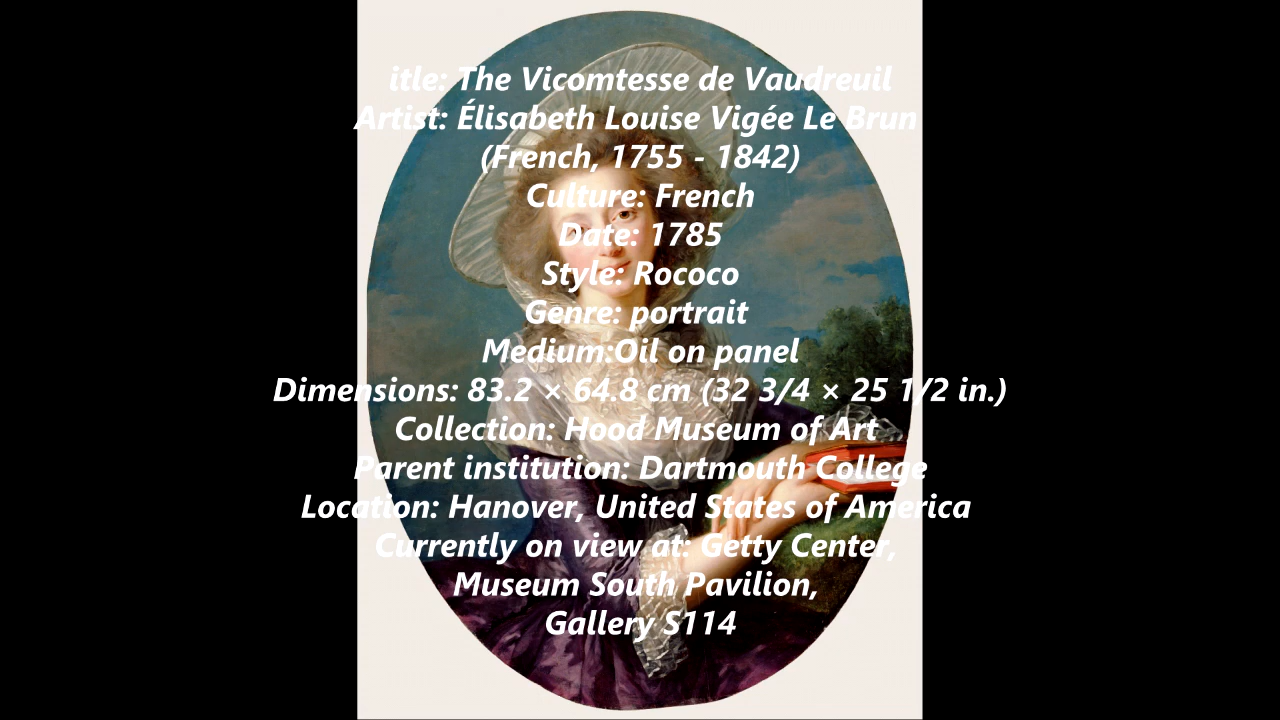 itle: The Vicomtesse de Vaudreuil
Artist: Élisabeth Louise Vigée Le Brun
(French, 1755 - 1842)
Culture: French
Date: 1785
Style: Rococo
Genre: portrait
Medium:Oil on panel
Dimensions: 83.2 × 64.8 cm (32 3/4 × 25 1/2 in.)
Collection: Hood Museum of Art
Parent institution: Dartmouth College
Location: Hanover, United States of America
Currently on view at: Getty Center,
Museum South Pavilion,
Gallery S114